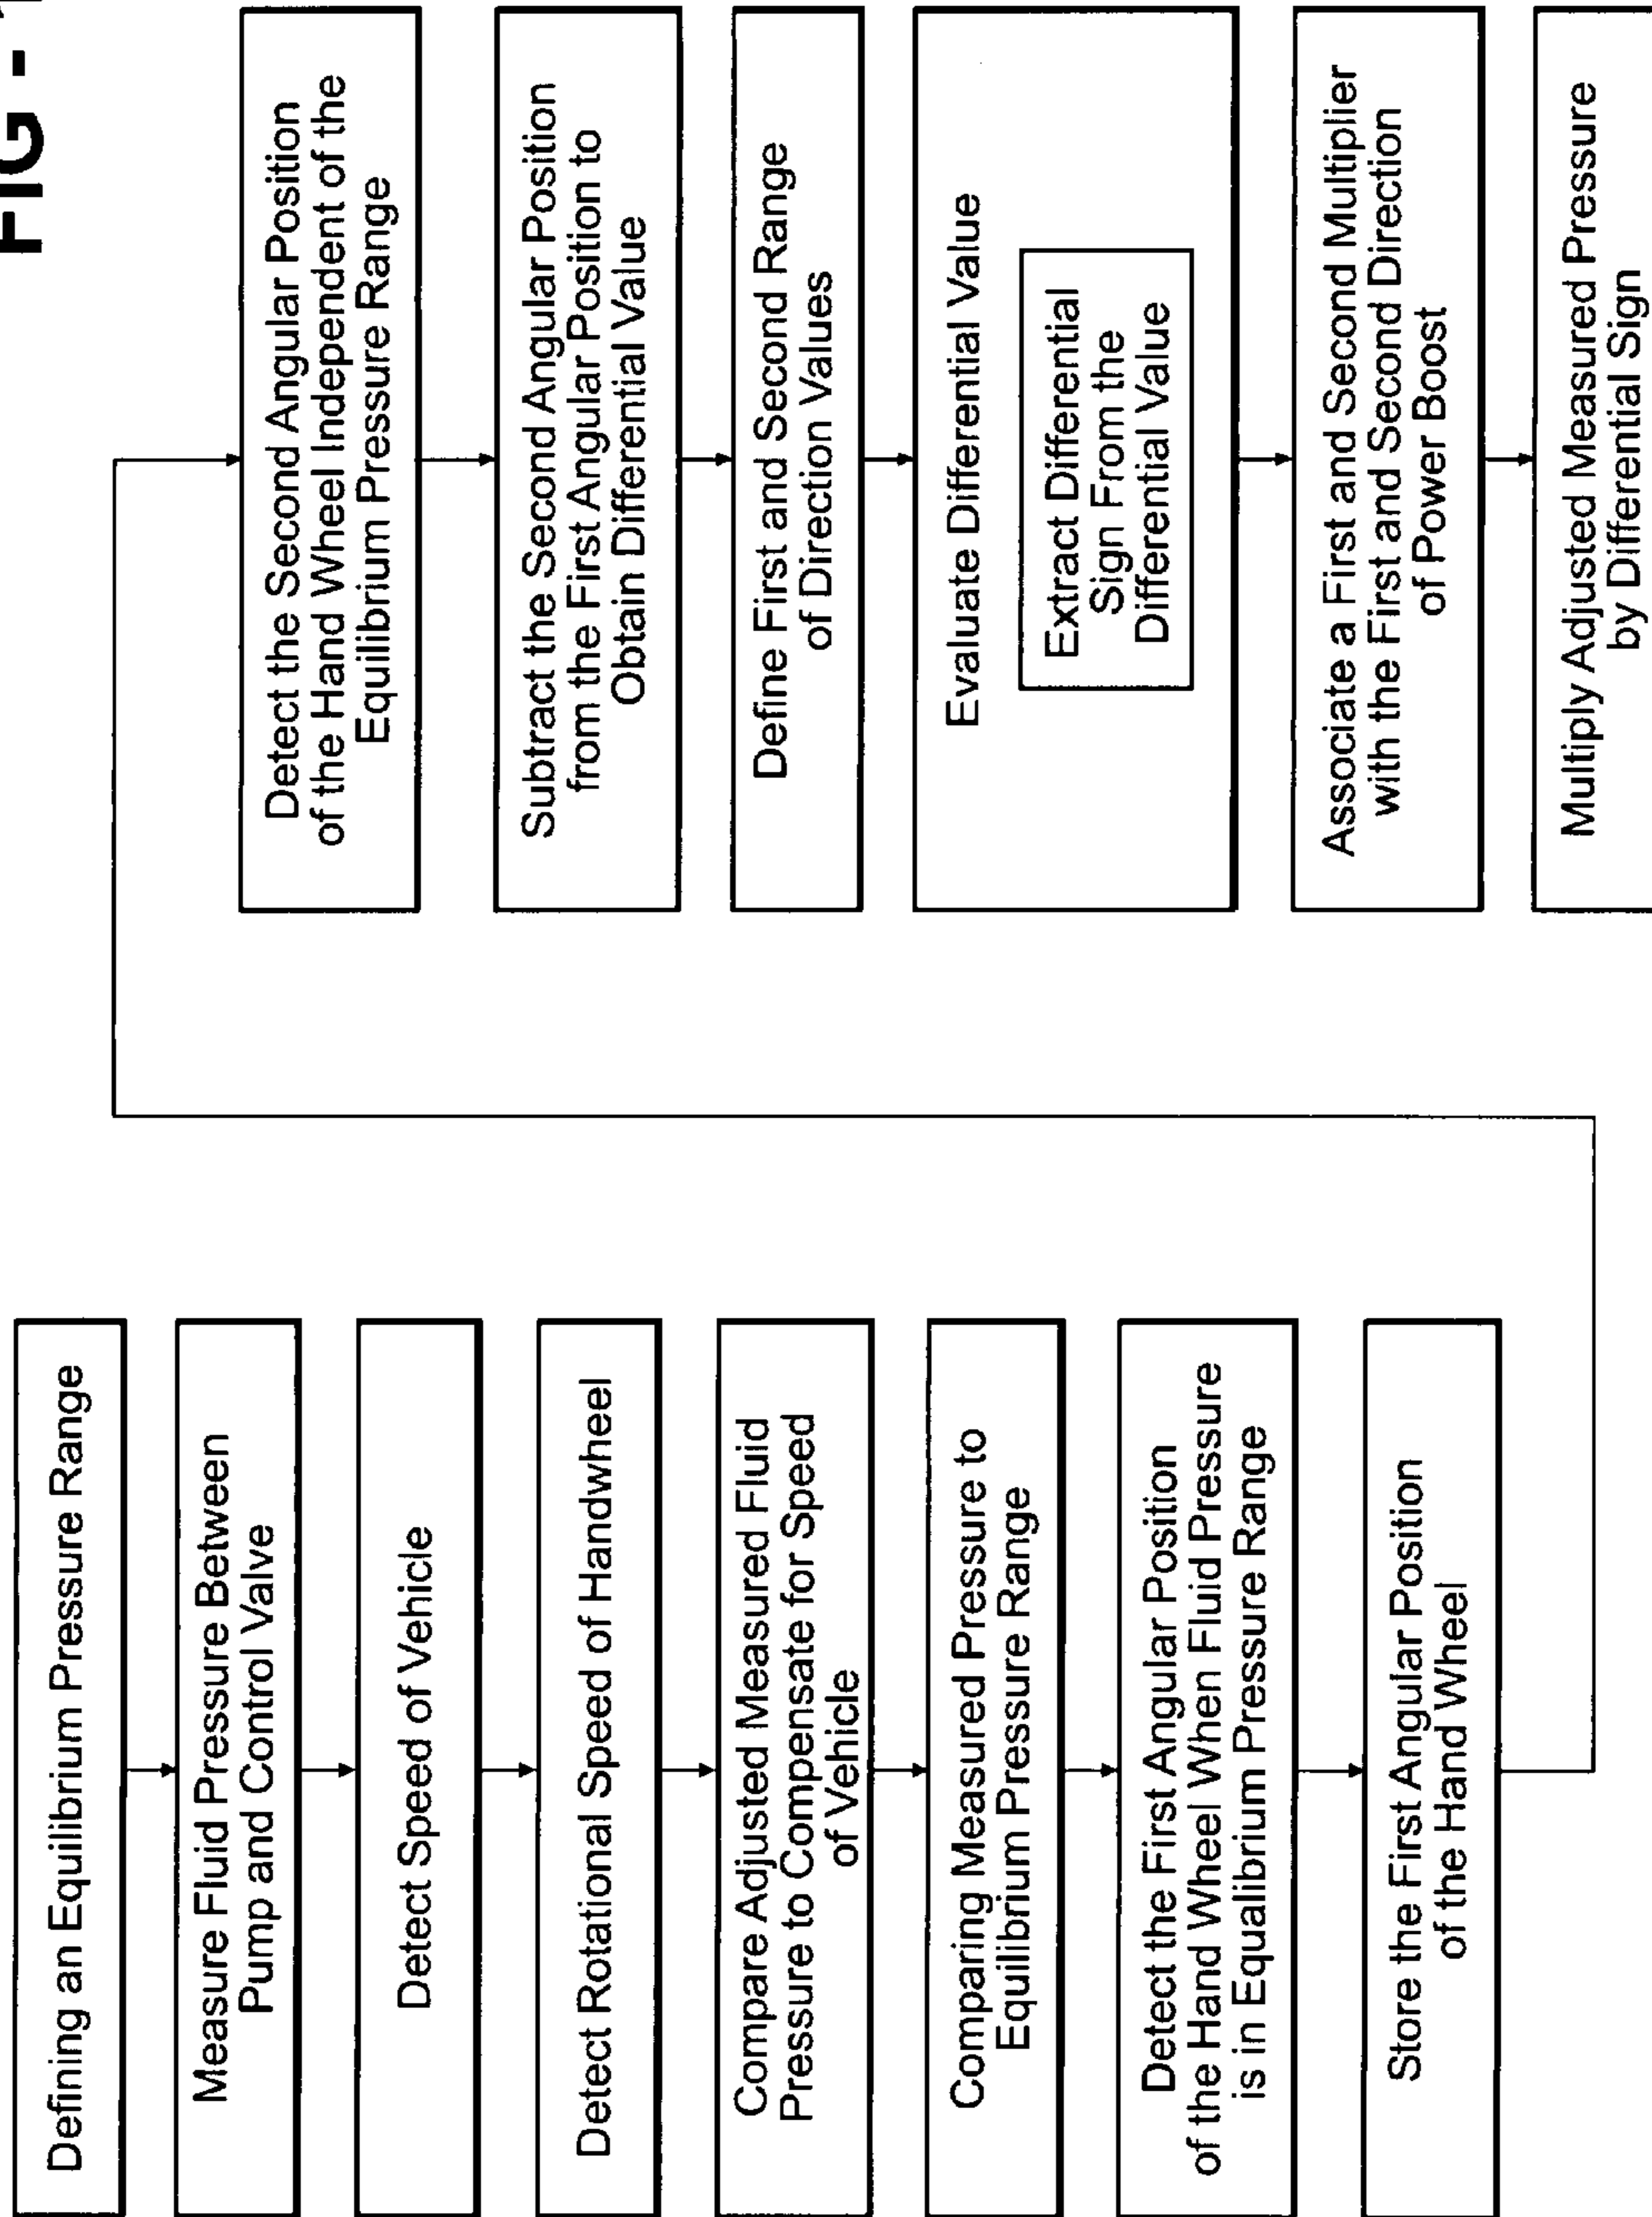 FIG - 1
Defining an Equilibrium Pressure Range
Measure Fluid Pressure Between
Pump and Control Valve
Detect Speed of Vehicle
Detect Rotational Speed of Handwheel
Compare Adjusted Measured Fluid
Pressure to Compensate for Speed
of Vehicle
Comparing Measured Pressure to
Equilibrium Pressure Range
Detect the First Angular Position
of the Hand Wheel When Fluid Pressure
is in Equalibrium Pressure Range
Store the First Angular Position
of the Hand Wheel
Detect the Second Angular Position
of the Hand Wheel Independent of the
Equilibrium Pressure Range
Subtract the Second Angular Position
from the First Angular Position to
Obtain Differential Value
Define First and Second Range
of Direction Values
Evaluate Differential Value
Extract Differential
Sign From the
Differential Value
Associate a First and Second Multiplier
with the First and Second Direction
of Power Boost
Multiply Adjusted Measured Pressure
by Differential Sign